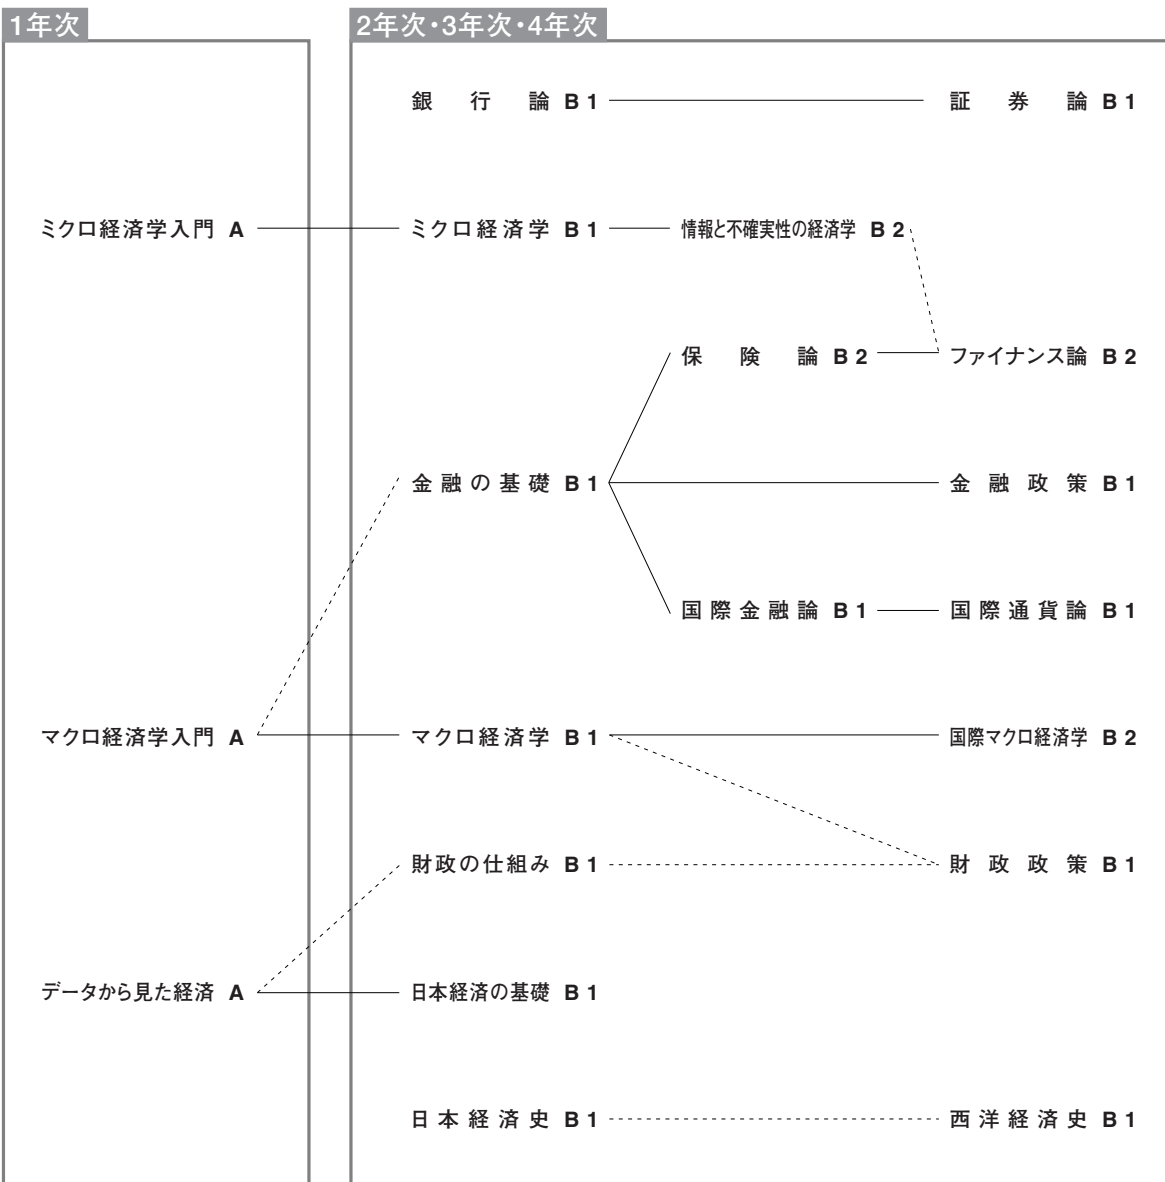 1年次
2年次・3年次・4年次
銀行論 B1
証券論 B1
ミクロ経済学入門 A
ミクロ経済学 B1
情報と不確実性の経済学 B2
保険論 B2
ファイナンス論 B2
金融の基礎 B1
金融政策 B1
国際金融論 B1
国際通貨論 B1
マクロ経済学入門 A
マクロ経済学 B1
国際マクロ経済学 B2
財政の仕組み B1
財政政策 B1
データから見た経済 A
日本経済の基礎 B1
日本経済史 B1
西洋経済史 B1